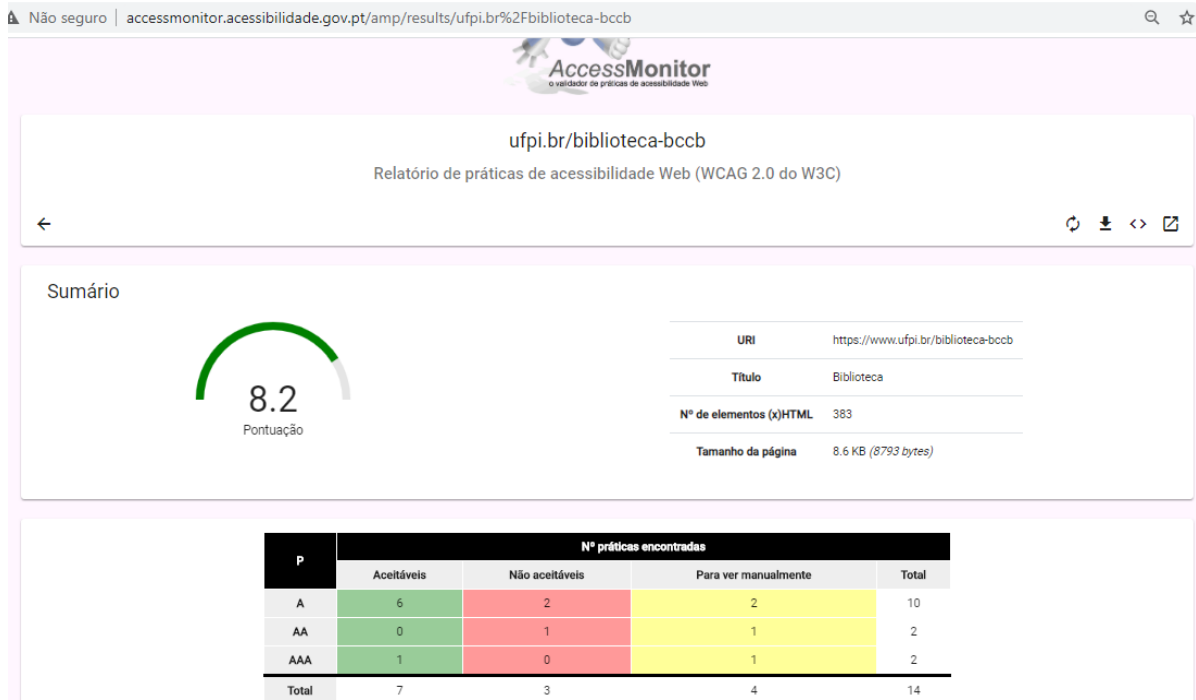 Não seguro | accessmonitor.acessibilidade.gov.pt/amp/results/ufpi.br%2Fbiblioteca-bccb
AccessMonitor
o validador de práticas de acessibilidade Web
ufpi.br/biblioteca-bccb
Relatório de práticas de acessibilidade Web (WCAG 2.0 do W3C)
Sumário
8.2
Pontuação
URI https://www.ufpi.br/biblioteca-bccb
Título Biblioteca
Nº de elementos (x)HTML 383
Tamanho da página 8.6 KB (8793 bytes)
P Nº práticas encontradas
Aceitáveis Não aceitáveis Para ver manualmente Total
A 6 2 2 10
AA 0 1 1 2
AAA 1 0 1 2
Total 7 3 4 14